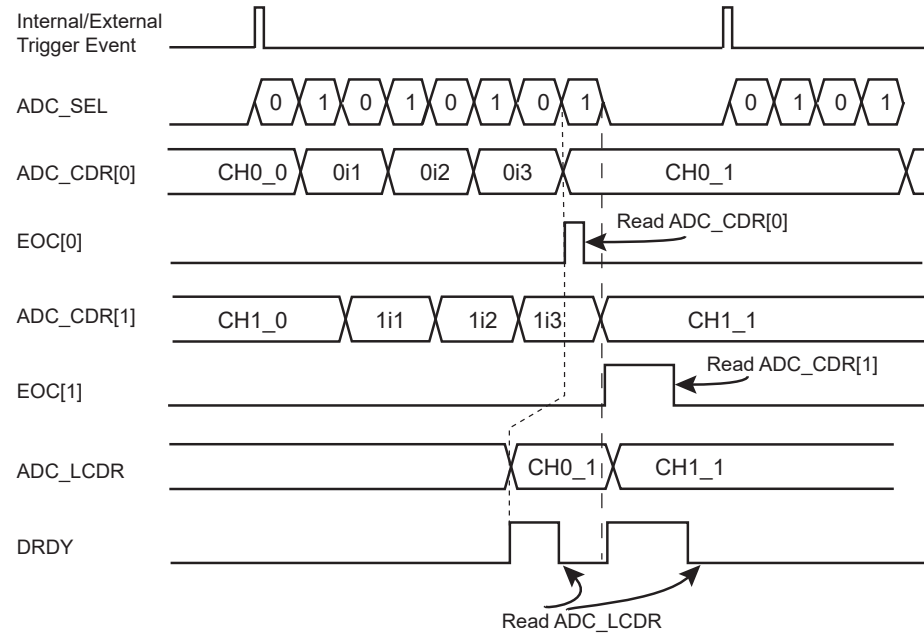 Internal/External
Trigger Event
ADC_SEL 0 1 0 1 0 1 0 1 0 1 0 1
ADC_CDR[0] CH0_0 0i1 0i2 0i3 CH0_1
Read ADC_CDR[0]
EOC[0]
ADC_CDR[1] CH1_0 1i1 1i2 1i3 CH1_1
Read ADC_CDR[1]
EOC[1]
ADC_LCDR CH0_1 CH1_1
DRDY
Read ADC_LCDR